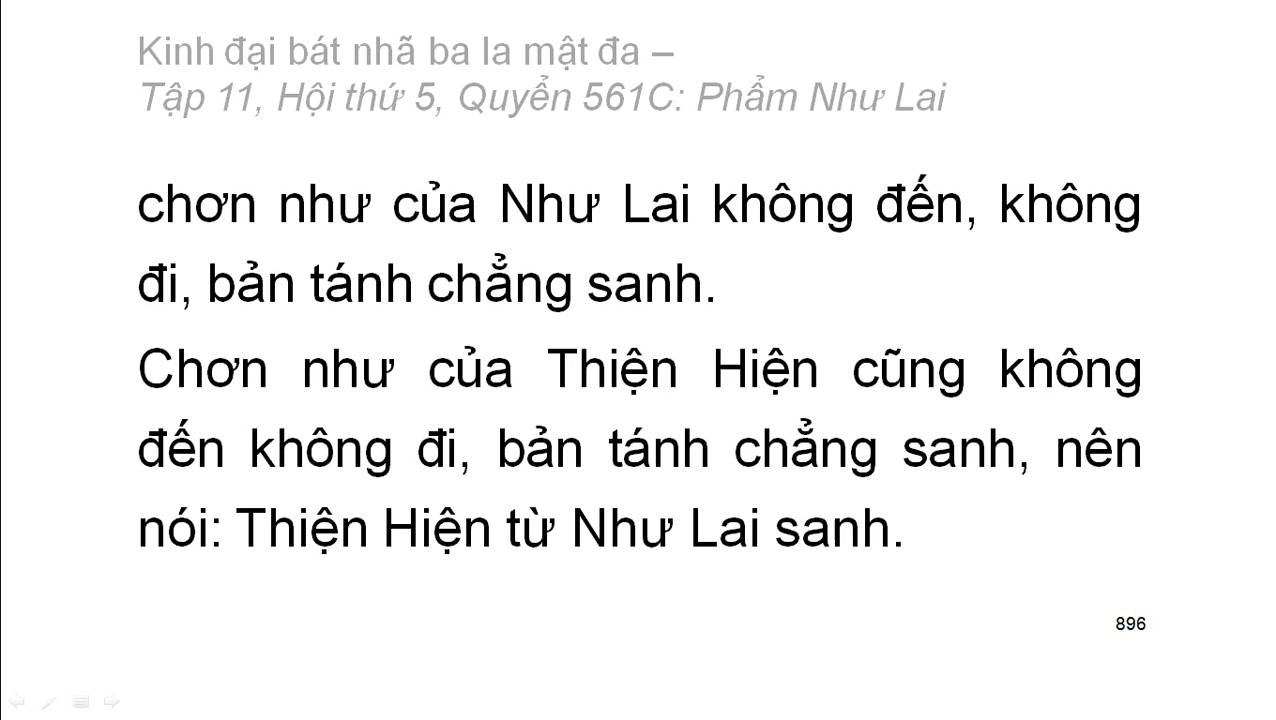 Kinh đại bát nhã ba la mật đa –
Tập 11, Hội thứ 5, Quyển 561C: Phẩm Như Lai
chơn như của Như Lai không đến, không
đi, bản tánh chẳng sanh.
Chơn như của Thiện Hiện cũng không
đến không đi, bản tánh chẳng sanh, nên
nói: Thiện Hiện từ Như Lai sanh.
896